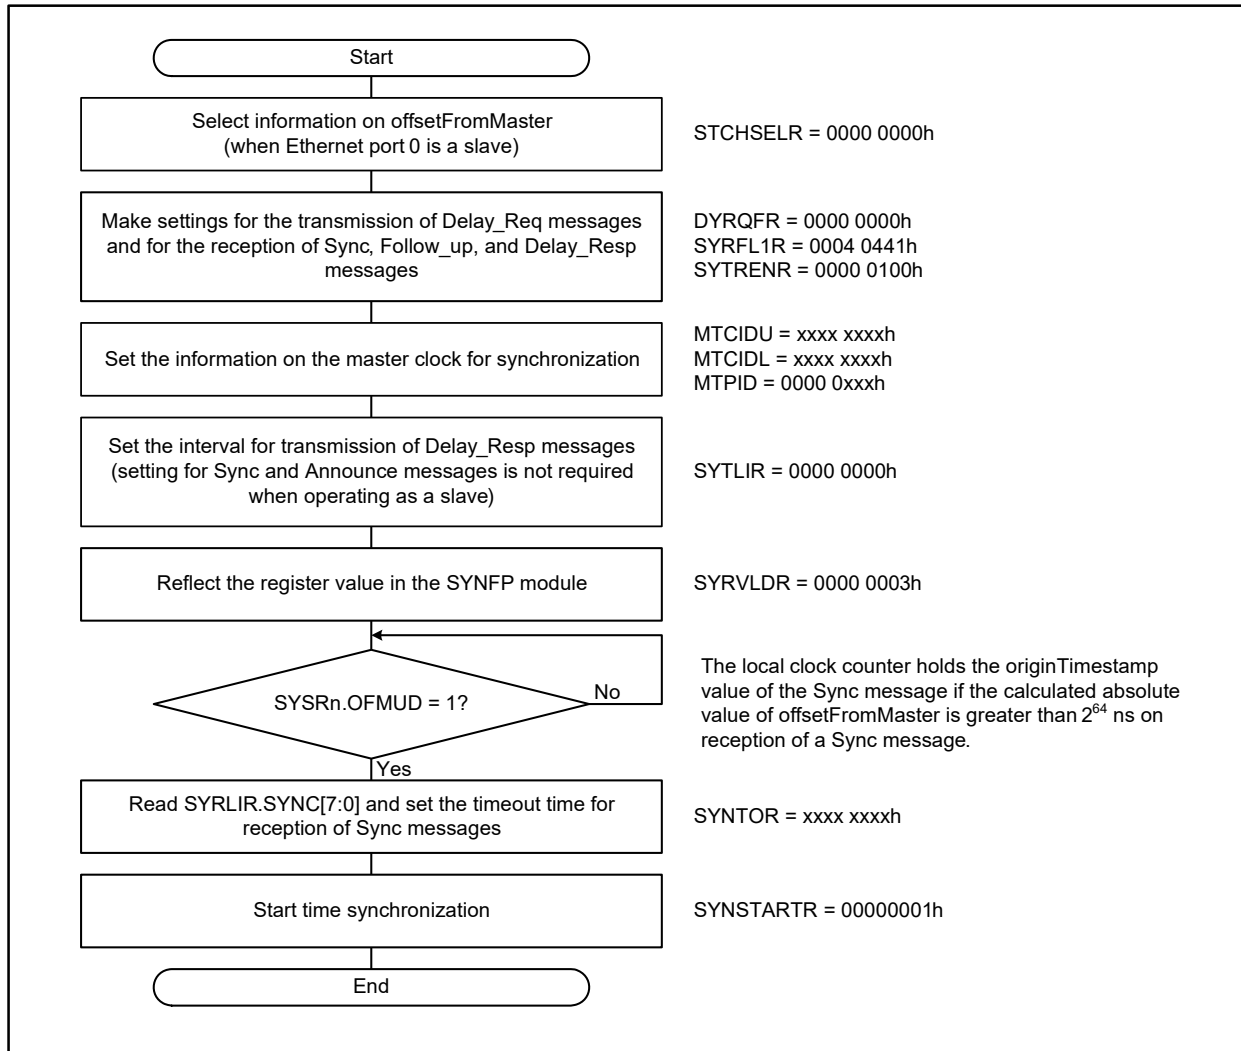 Start
Select information on offsetFromMaster
(when Ethernet port 0 is a slave)
STCHSELR = 0000 0000h
Make settings for the transmission of Delay_Req messages
and for the reception of Sync, Follow_up, and Delay_Resp
messages
DYRQFR = 0000 0000h
SYRFL1R = 0004 0441h
SYTRENR = 0000 0100h
Set the information on the master clock for synchronization
MTCIDU = xxxx xxxxh
MTCIDL = xxxx xxxxh
MTPID = 0000 0xxxh
Set the interval for transmission of Delay_Resp messages
(setting for Sync and Announce messages is not required
when operating as a slave)
SYTLIR = 0000 0000h
Reflect the register value in the SYNFP module
SYRVLDR = 0000 0003h
SYSRn.OFMUD = 1?
No
Yes
The local clock counter holds the originTimestamp
value of the Sync message if the calculated absolute
value of offsetFromMaster is greater than 2^64 ns on
reception of a Sync message.
Read SYRLIR.SYNC[7:0] and set the timeout time for
reception of Sync messages
SYNTOR = xxxx xxxxh
Start time synchronization
SYNSTARTR = 00000001h
End